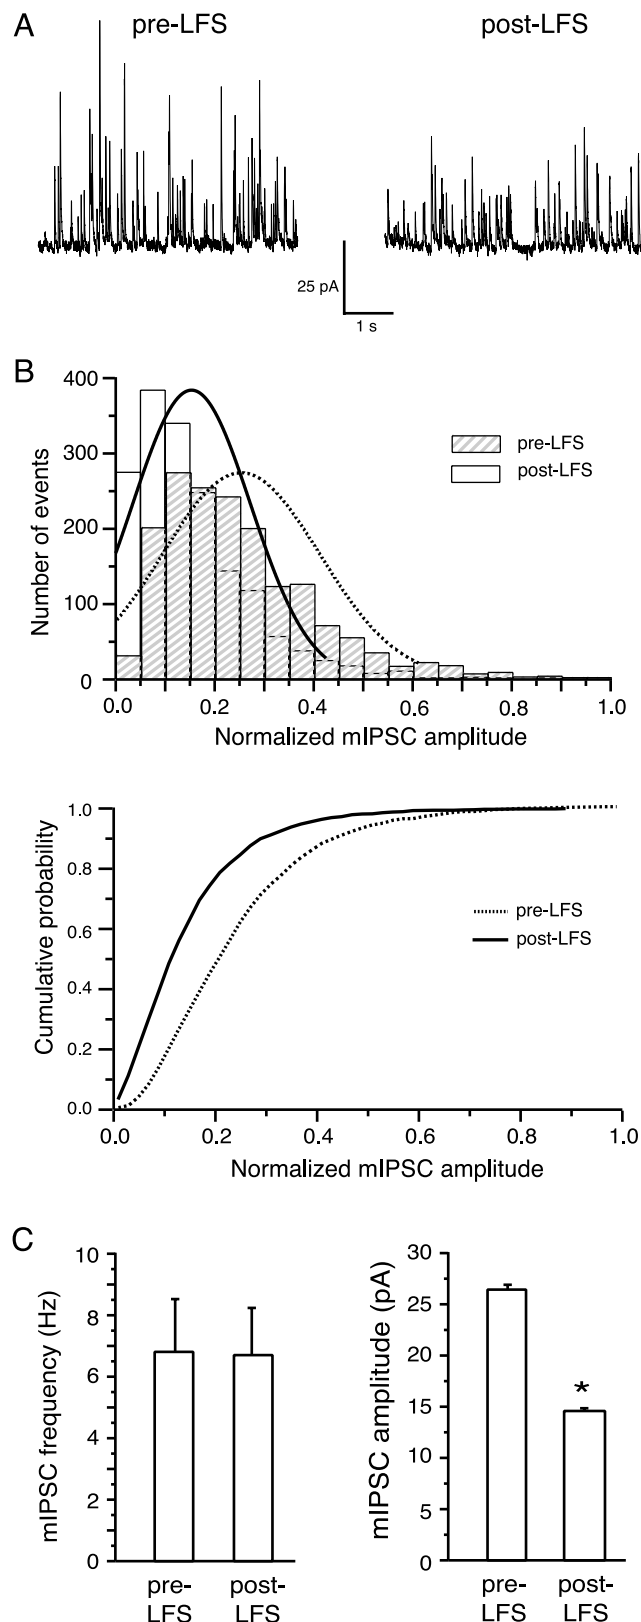 A
pre-LFS
post-LFS
25 pA
1 s
B
400
300
200
100
0
Number of events
pre-LFS
post-LFS
0.0
0.2
0.4
0.6
0.8
1.0
Normalized mIPSC amplitude
1.0
0.8
0.6
0.4
0.2
0.0
Cumulative probability
pre-LFS
post-LFS
0.0
0.2
0.4
0.6
0.8
1.0
Normalized mIPSC amplitude
C
10
8
6
4
2
0
mIPSC frequency (Hz)
pre-
LFS
post-
LFS
30
25
20
15
10
5
0
mIPSC amplitude (pA)
*
pre-
LFS
post-
LFS